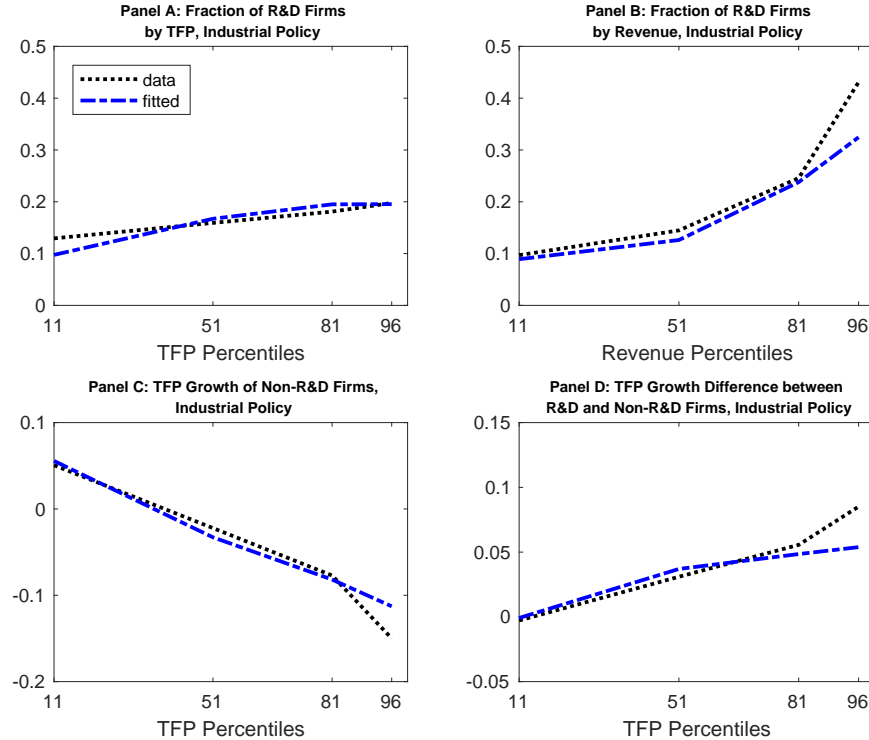 Panel A: Fraction of R&D Firms
by TFP, Industrial Policy
0.5
0.4
0.3
0.2
0.1
0
data
fitted
11
51
81
96
TFP Percentiles
Panel B: Fraction of R&D Firms
by Revenue, Industrial Policy
0.5
0.4
0.3
0.2
0.1
0
11
51
81
96
Revenue Percentiles
Panel C: TFP Growth of Non-R&D Firms,
Industrial Policy
0.1
0
-0.1
-0.2
11
51
81
96
TFP Percentiles
Panel D: TFP Growth Difference between
R&D and Non-R&D Firms, Industrial Policy
0.15
0.1
0.05
0
-0.05
11
51
81
96
TFP Percentiles